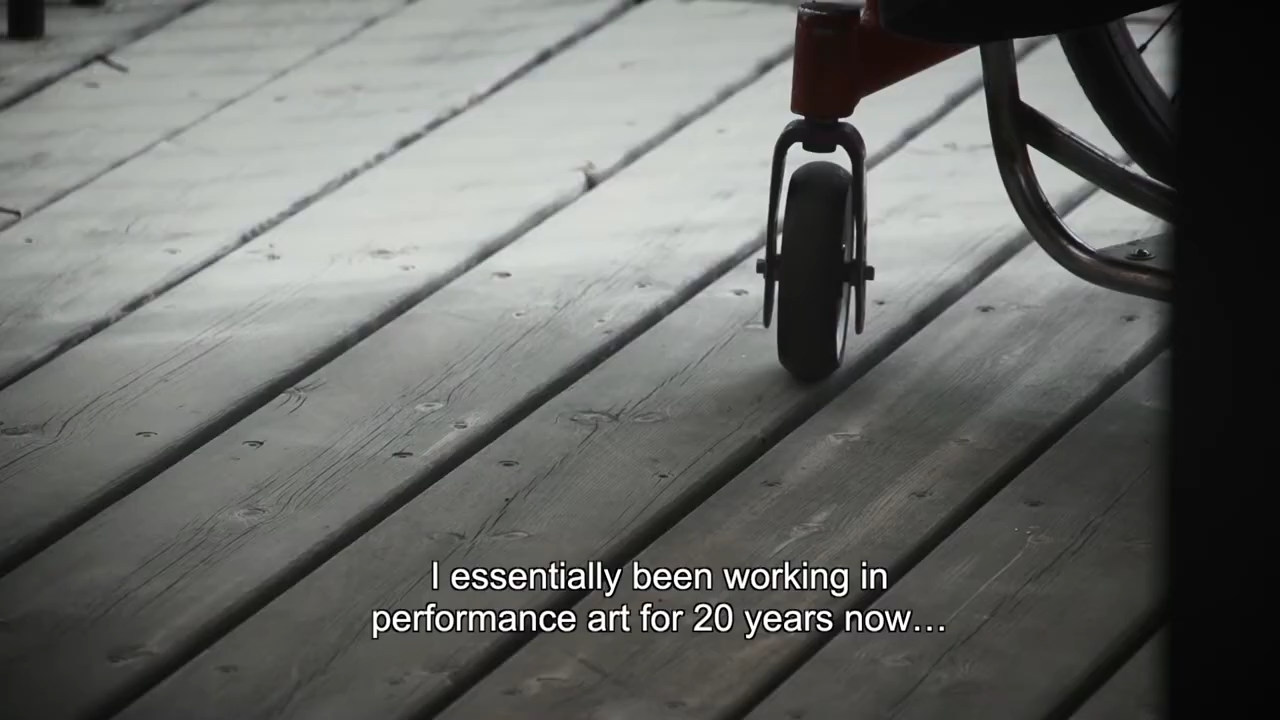 I essentially been working in
performance art for 20 years now…